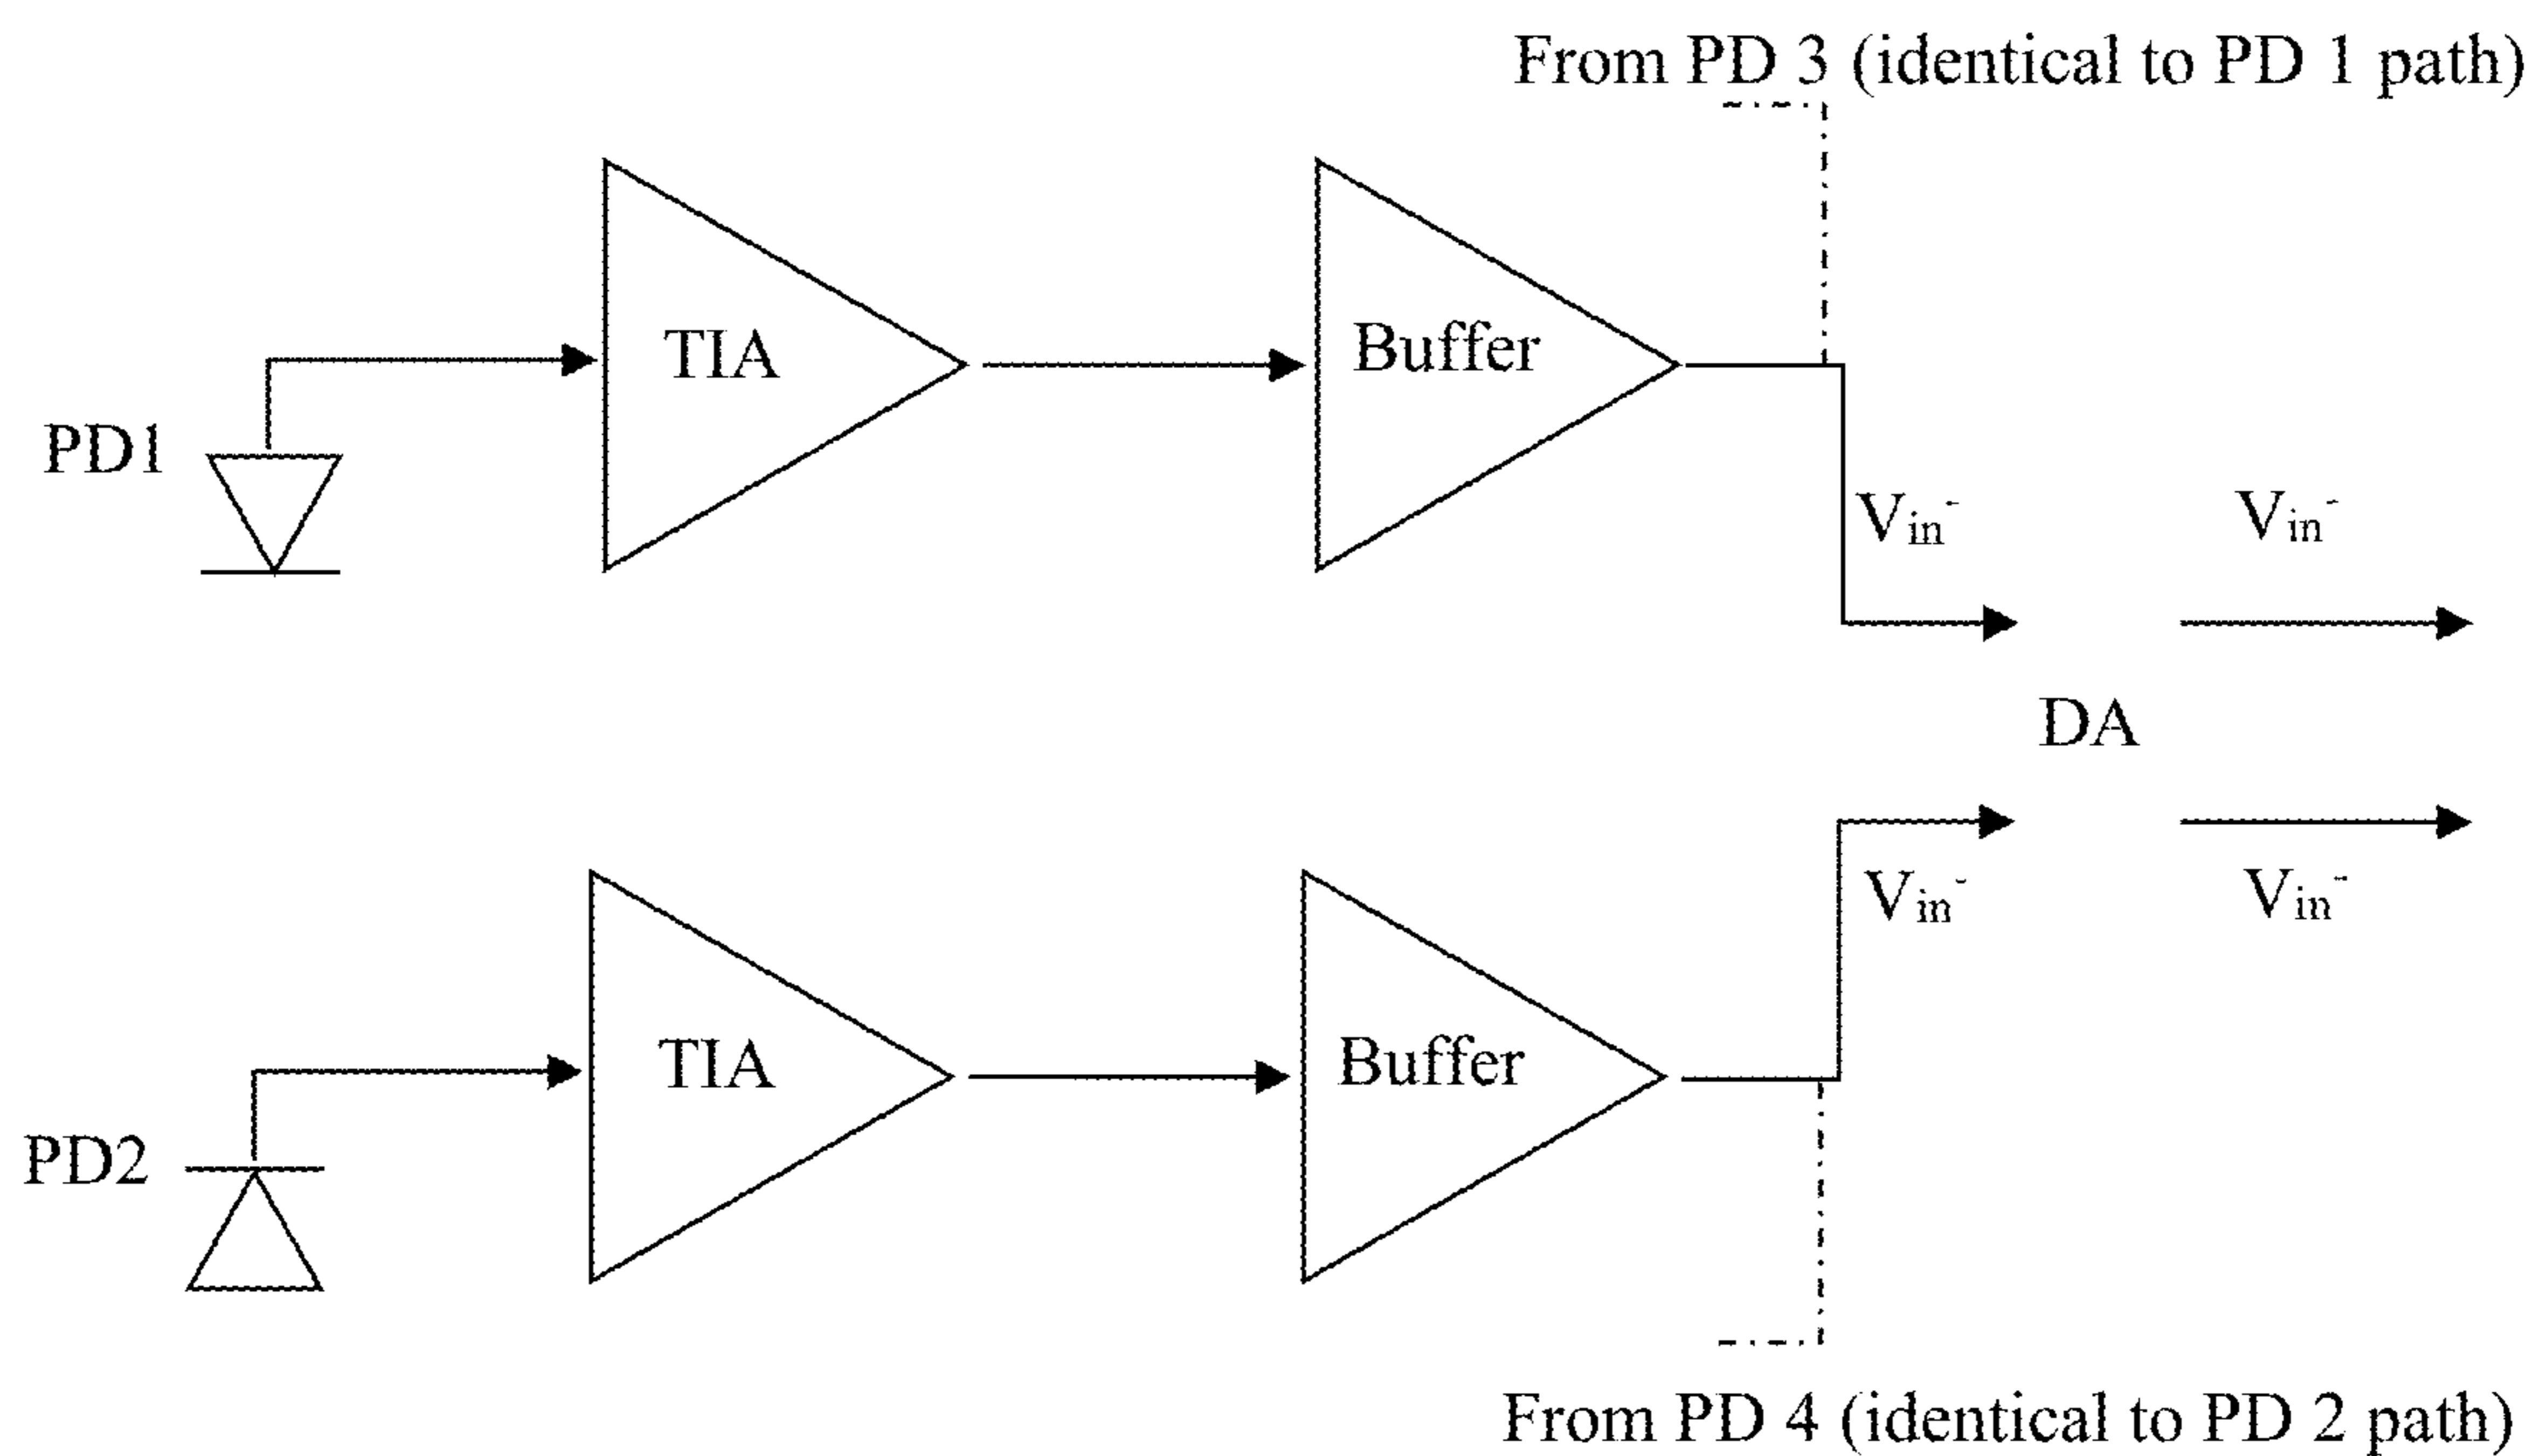 From PD 3 (identical to PD 1 path)
TIA
Buffer
PD1
Vin-
Vin-
DA
Vin-
Vin-
TIA
Buffer
PD2
From PD 4 (identical to PD 2 path)